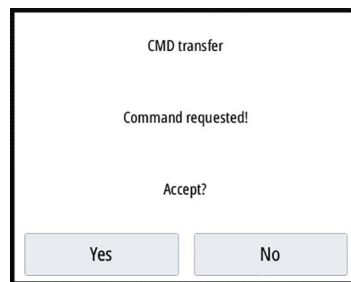 CMD transfer
Command requested!
Accept?
Yes No